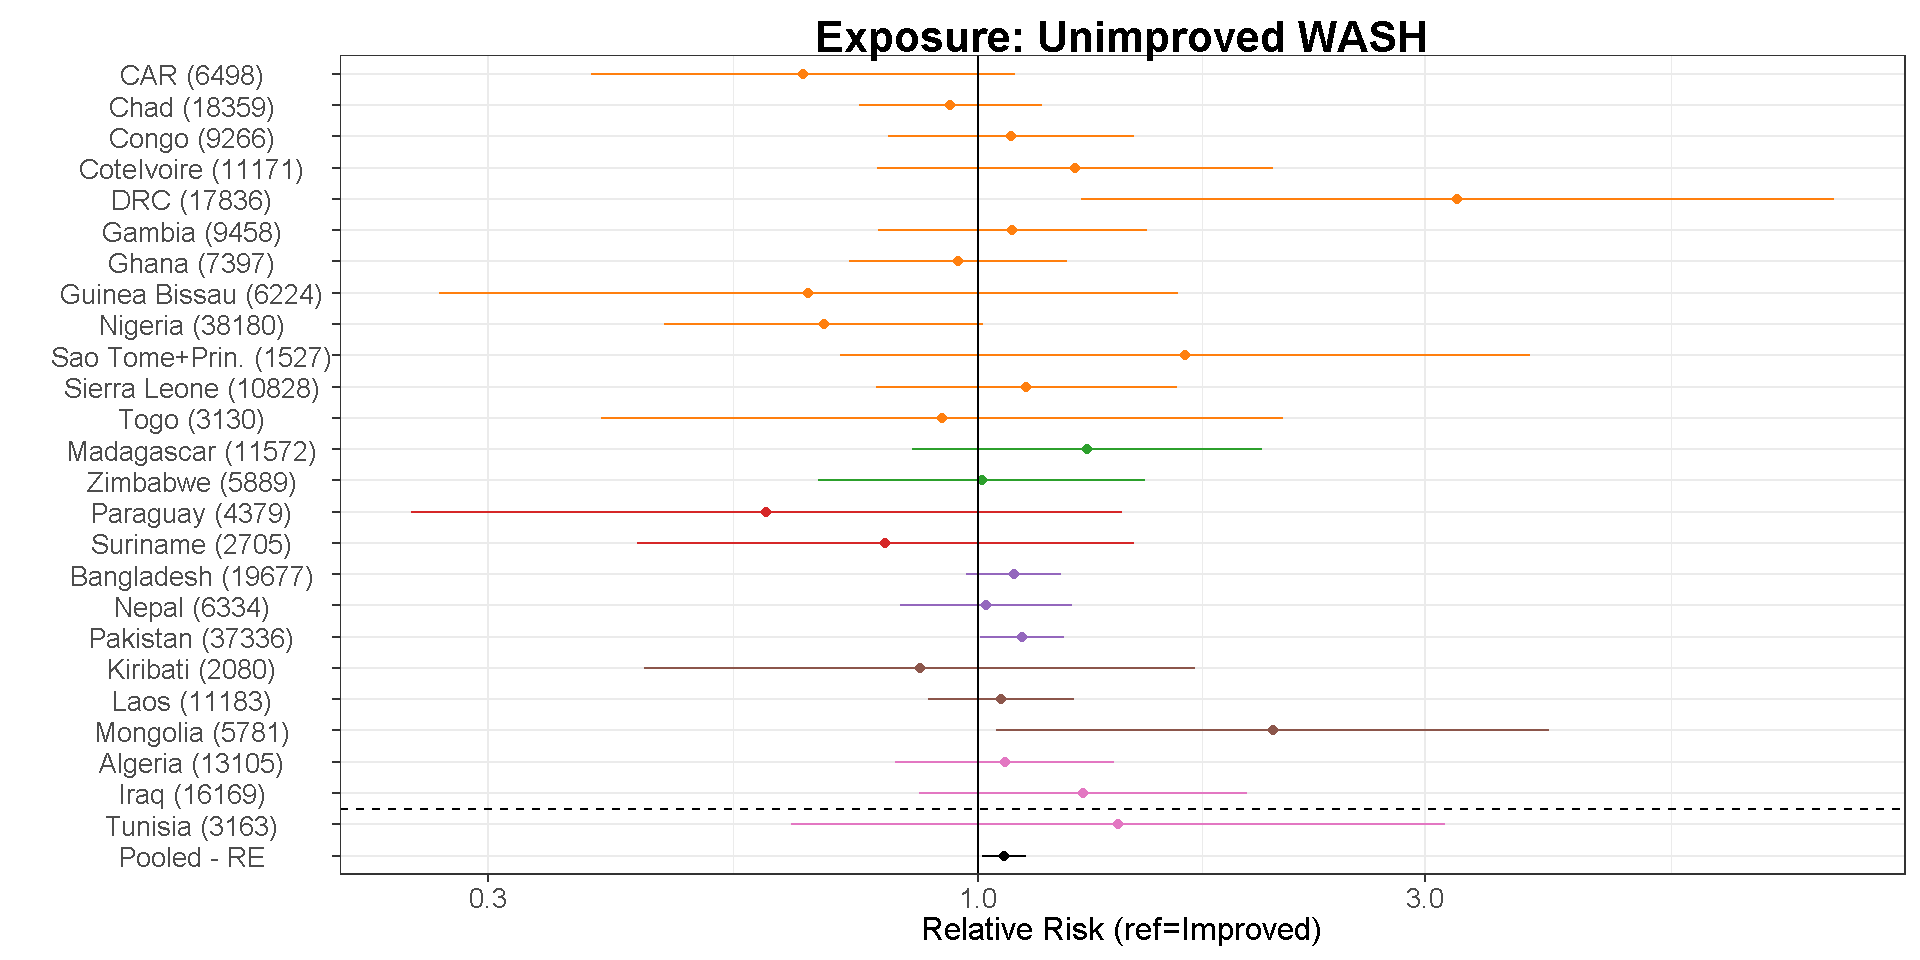 Exposure: Unimproved WASH
CAR (6498)
Chad (18359)
Congo (9266)
CoteIvoire (11171)
DRC (17836)
Gambia (9458)
Ghana (7397)
Guinea Bissau (6224)
Nigeria (38180)
Sao Tome+Prin. (1527)
Sierra Leone (10828)
Togo (3130)
Madagascar (11572)
Zimbabwe (5889)
Paraguay (4379)
Suriname (2705)
Bangladesh (19677)
Nepal (6334)
Pakistan (37336)
Kiribati (2080)
Laos (11183)
Mongolia (5781)
Algeria (13105)
Iraq (16169)
Tunisia (3163)
Pooled - RE
0.3 1.0 3.0
Relative Risk (ref=Improved)